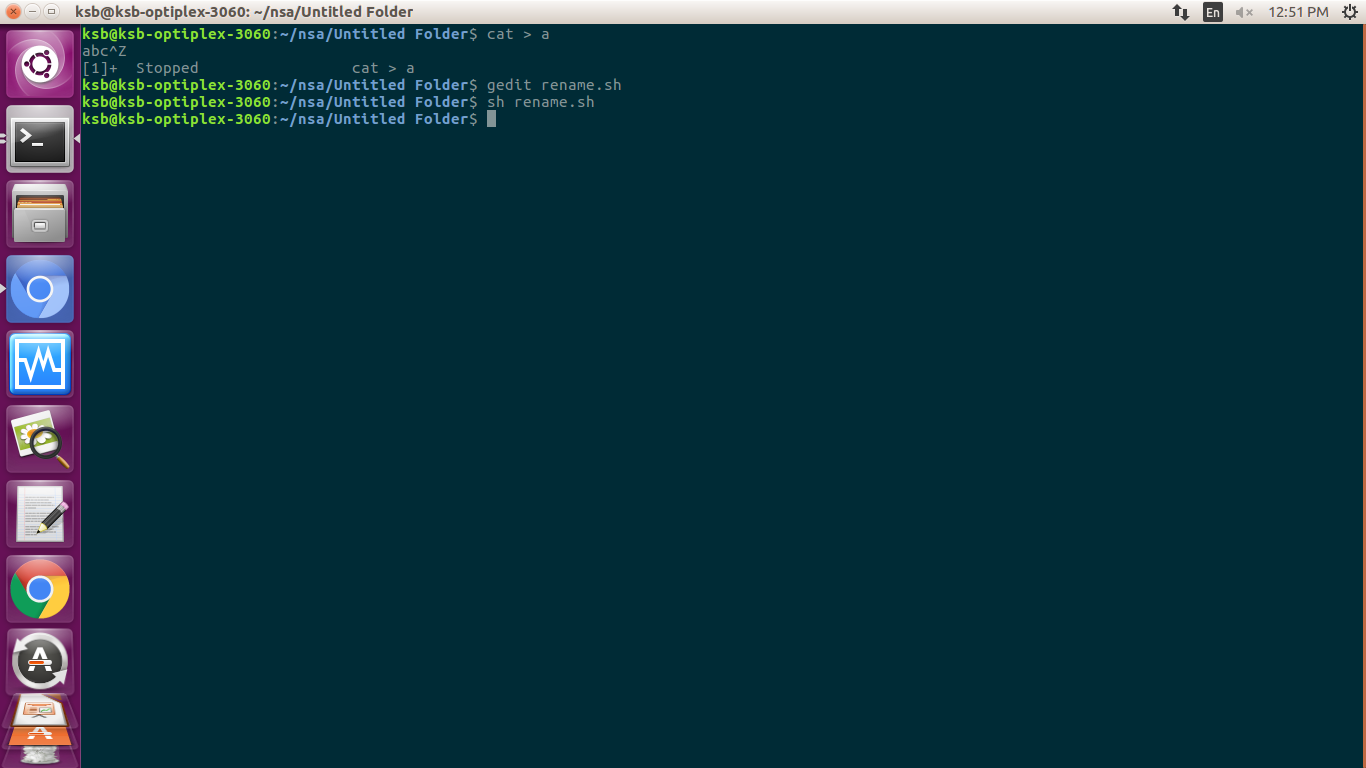 ksb@ksb-optiplex-3060: ~/nsa/Untitled Folder
En
12:51 PM
ksb@ksb-optiplex-3060:~/nsa/Untitled Folder$ cat > a
abc^Z
[1]+  Stopped                 cat > a
ksb@ksb-optiplex-3060:~/nsa/Untitled Folder$ gedit rename.sh
ksb@ksb-optiplex-3060:~/nsa/Untitled Folder$ sh rename.sh
ksb@ksb-optiplex-3060:~/nsa/Untitled Folder$